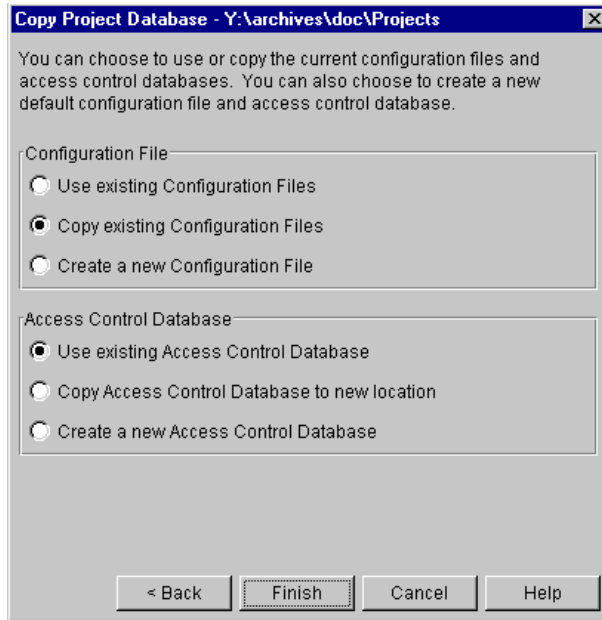 Copy Project Database - Y:\archives\doc\Projects
You can choose to use or copy the current configuration files and
access control databases.  You can also choose to create a new
default configuration file and access control database.
Configuration File
Use existing Configuration Files
Copy existing Configuration Files
Create a new Configuration File
Access Control Database
Use existing Access Control Database
Copy Access Control Database to new location
Create a new Access Control Database
< Back Finish Cancel Help